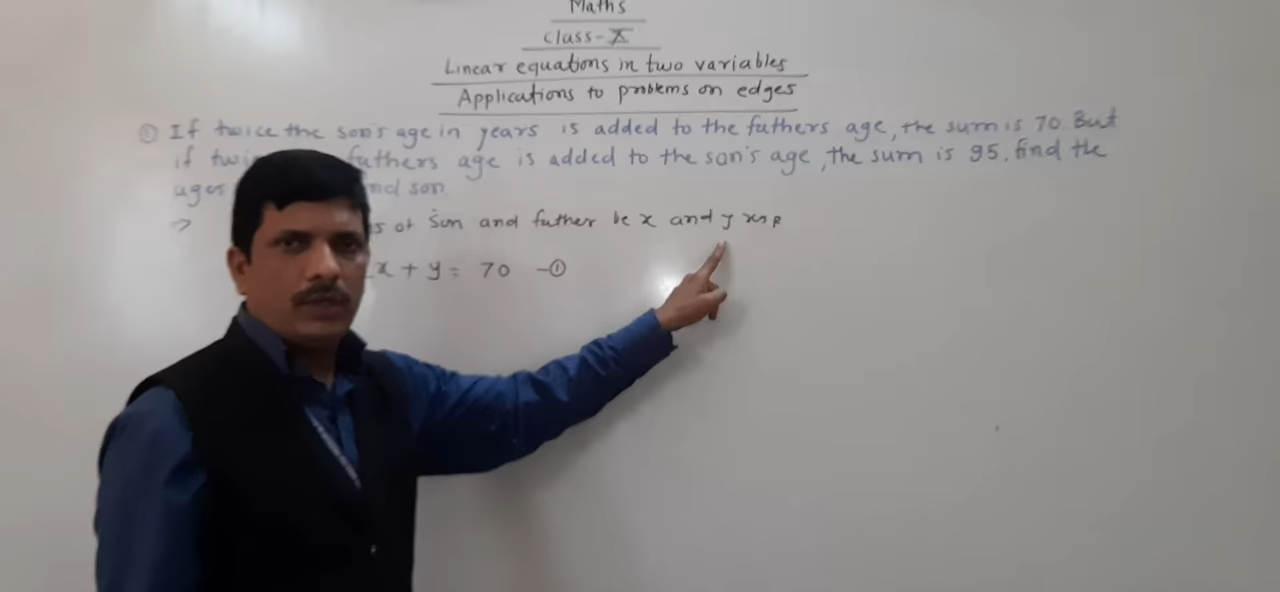 Maths
Class-X
Linear equations in two variables
Applications to problems on edges
① If twice the son's age in years is added to the fathers age, the sum is 70. But
if fathers age is added to the son's age, the sum is 95. find the
ages nd son.
⇒ of Son and father be x and y
x + y = 70 -①